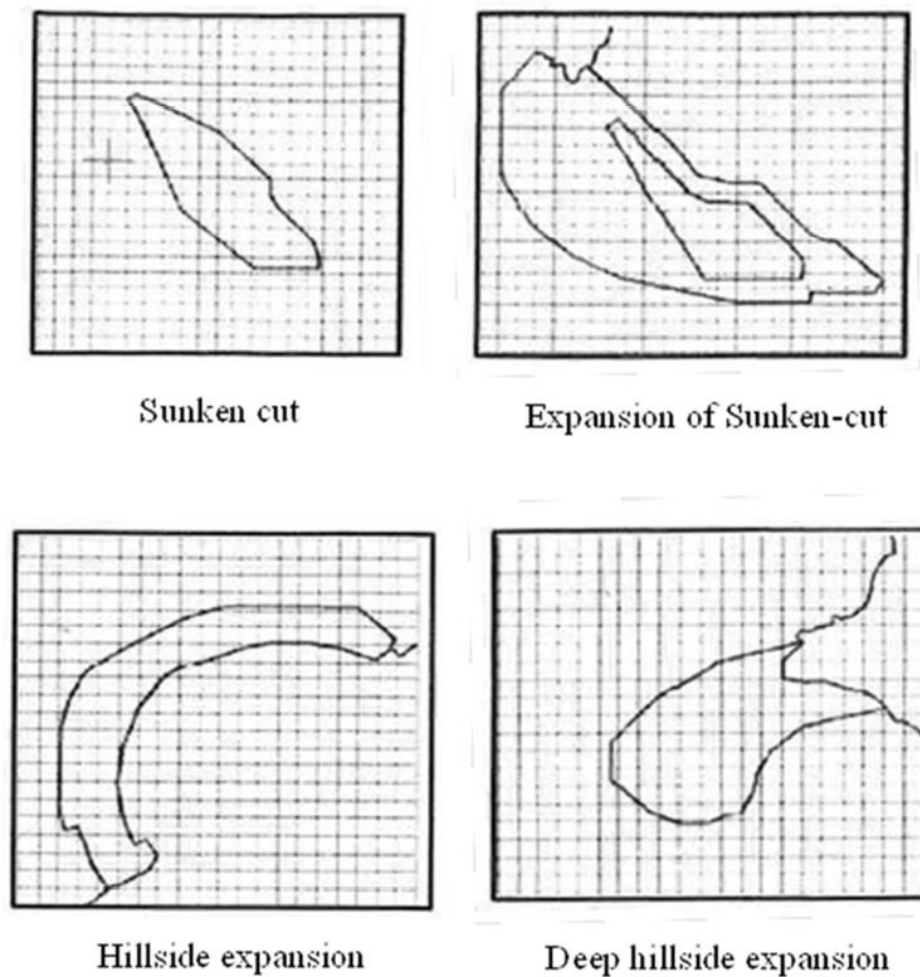 Sunken cut
Expansion of Sunken-cut
Hillside expansion
Deep hillside expansion